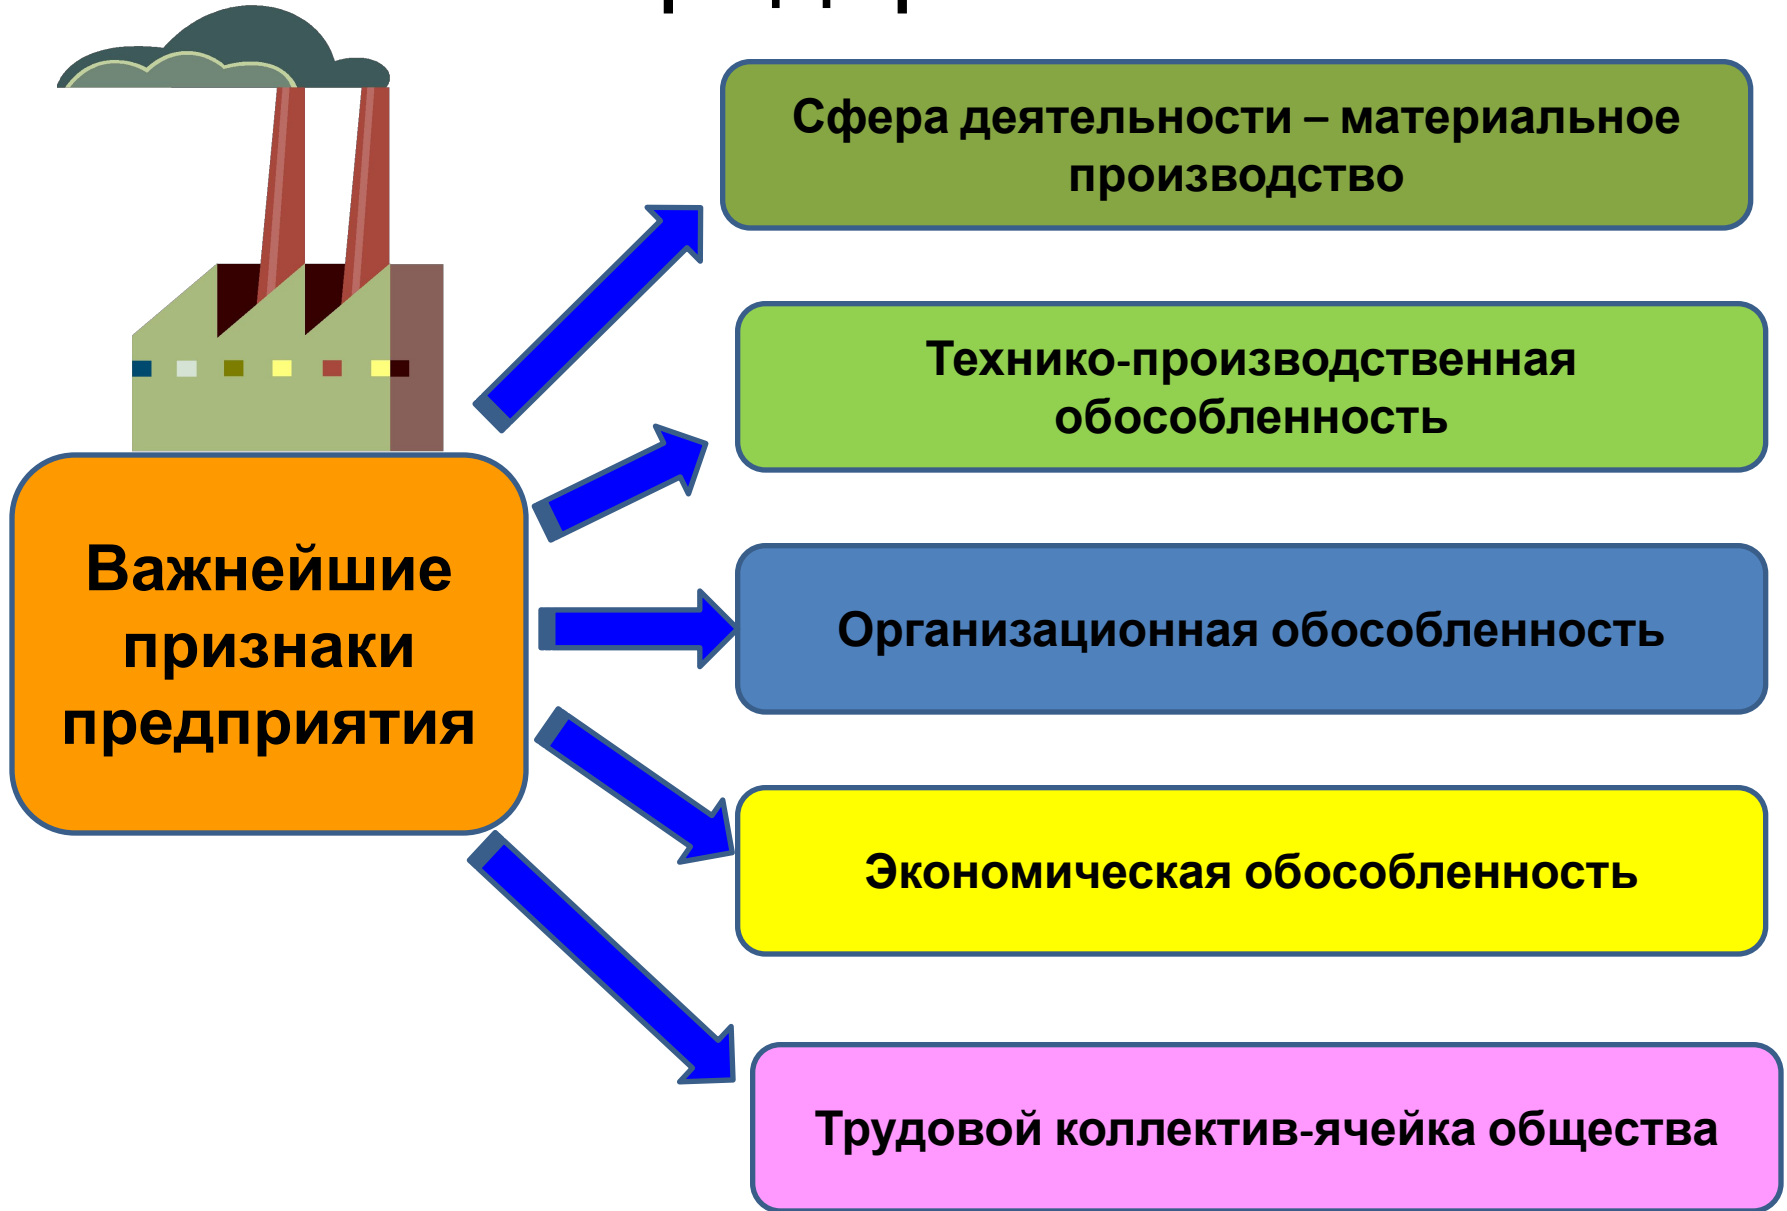 Сфера деятельности – материальное
производство
Технико-производственная
обособленность
Важнейшие
признаки
предприятия
Организационная обособленность
Экономическая обособленность
Трудовой коллектив-ячейка общества